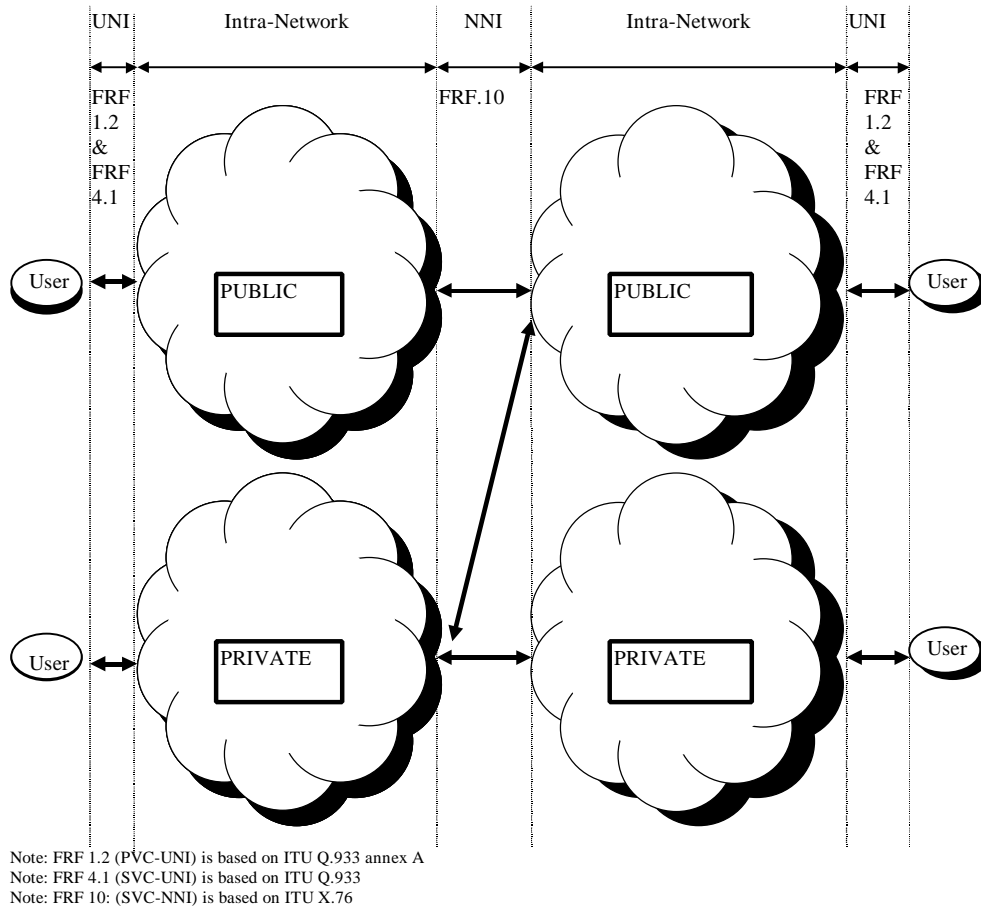 UNI Intra-Network NNI Intra-Network UNI
FRF
1.2
&
FRF
4.1
FRF.10
FRF
1.2
&
FRF
4.1
User
PUBLIC
PUBLIC
User
User
PRIVATE
PRIVATE
User
Note: FRF 1.2 (PVC-UNI) is based on ITU Q.933 annex A
Note: FRF 4.1 (SVC-UNI) is based on ITU Q.933
Note: FRF 10: (SVC-NNI) is based on ITU X.76